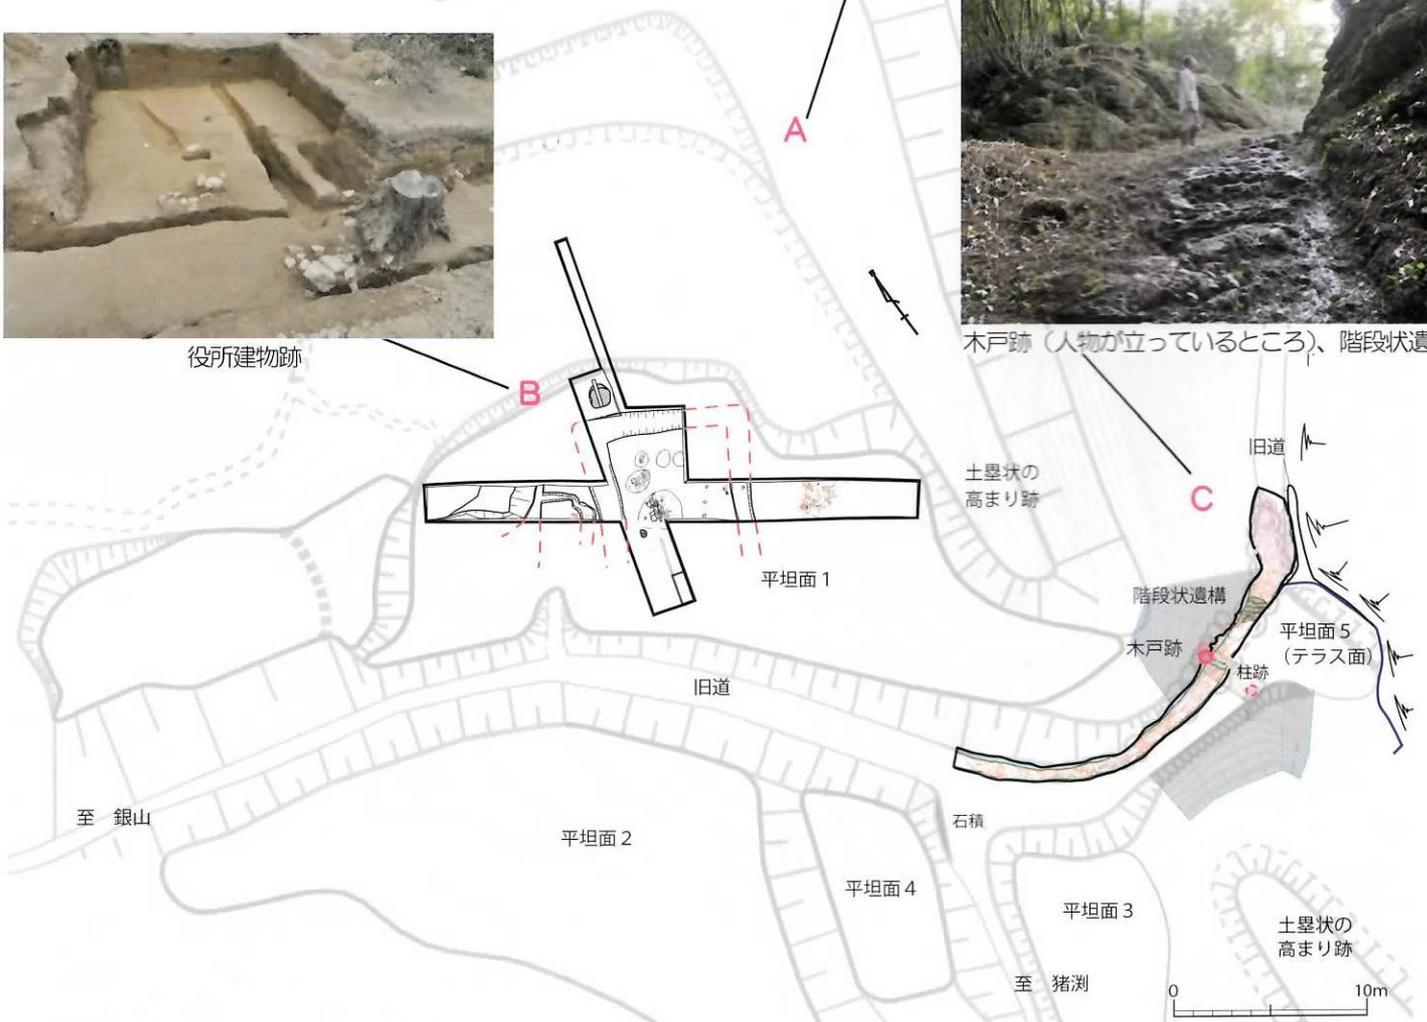 A
役所建物跡
木戸跡（人物が立っているところ）、階段状遺
B
旧道
土塁状の
高まり跡
C
平坦面1
階段状遺構
平坦面5
（テラス面）
木戸跡
柱跡
旧道
至 銀山
石積
平坦面2
平坦面4
平坦面3
土塁状の
高まり跡
至 猪渕
0 10m